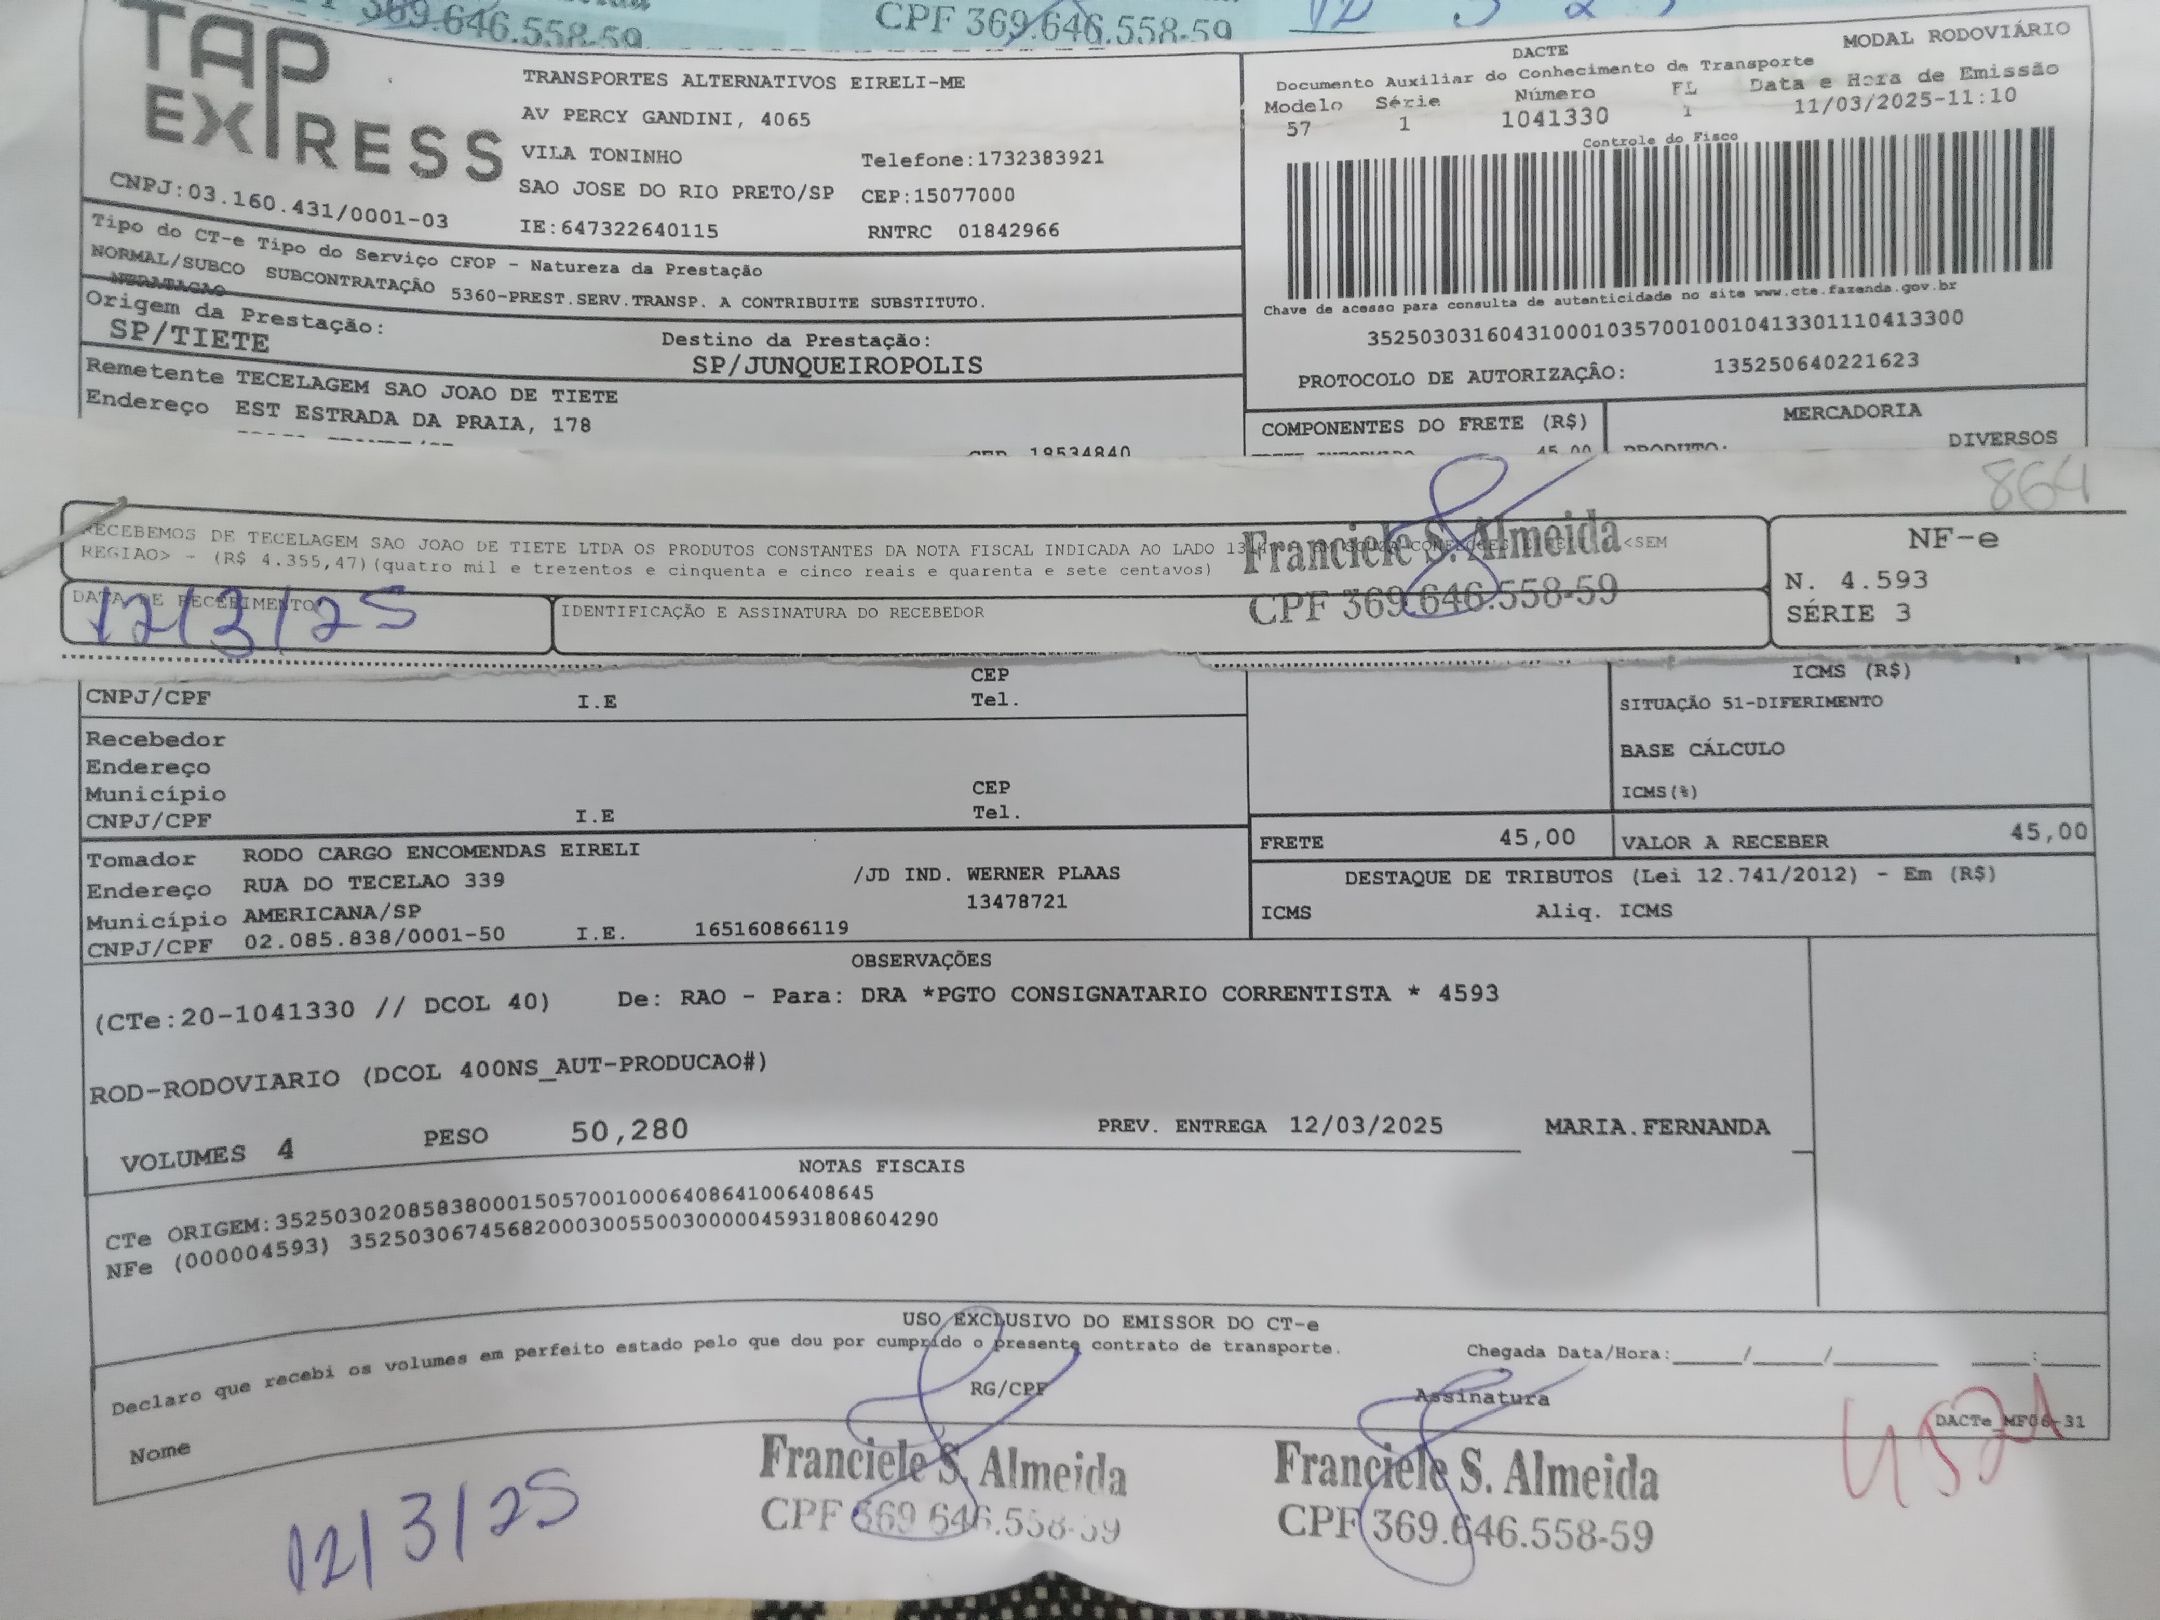 369.646.558-59
CPF 369.646.558-59
TAP EXPRESS
CNPJ:03.160.431/0001-03
TRANSPORTES ALTERNATIVOS EIRELI-ME
AV PERCY GANDINI, 4065
VILA TONINHO Telefone:1732383921
SAO JOSE DO RIO PRETO/SP CEP:15077000
IE:647322640115 RNTRC 01842966
DACTE MODAL RODOVIÁRIO
Documento Auxiliar do Conhecimento de Transporte
Modelo Série Número FL Data e Hora de Emissão
57 1 1041330 1 11/03/2025-11:10
Controle do Fisco
Chave de acesso para consulta de autenticidade no site www.cte.fazenda.gov.br
35250303160431000103570010010413301110413300
PROTOCOLO DE AUTORIZAÇÃO: 135250640221623
Tipo do CT-e Tipo do Serviço CFOP - Natureza da Prestação
NORMAL/SUBCO SUBCONTRATAÇÃO 5360-PREST.SERV.TRANSP. A CONTRIBUITE SUBSTITUTO.
Origem da Prestação: Destino da Prestação:
SP/TIETE SP/JUNQUEIROPOLIS
Remetente TECELAGEM SAO JOAO DE TIETE
Endereço EST ESTRADA DA PRAIA, 178
COMPONENTES DO FRETE (R$) MERCADORIA
45,00 PRODUTO: DIVERSOS
864
RECEBEMOS DE TECELAGEM SAO JOAO DE TIETE LTDA OS PRODUTOS CONSTANTES DA NOTA FISCAL INDICADA AO LADO <SEM
REGIAO> - (R$ 4.355,47)(quatro mil e trezentos e cinquenta e cinco reais e quarenta e sete centavos)
Franciele S. Almeida
CPF 369.646.558-59
DATA DE RECEBIMENTO IDENTIFICAÇÃO E ASSINATURA DO RECEBEDOR
12/3/25
NF-e
N. 4.593
SÉRIE 3
CEP
CNPJ/CPF I.E Tel.
Recebedor
Endereço
Município CEP
CNPJ/CPF I.E Tel.
ICMS (R$)
SITUAÇÃO 51-DIFERIMENTO
BASE CÁLCULO
ICMS(%)
FRETE 45,00 VALOR A RECEBER 45,00
Tomador RODO CARGO ENCOMENDAS EIRELI
Endereço RUA DO TECELAO 339 /JD IND. WERNER PLAAS
Município AMERICANA/SP 13478721
CNPJ/CPF 02.085.838/0001-50 I.E. 165160866119
DESTAQUE DE TRIBUTOS (Lei 12.741/2012) - Em (R$)
ICMS Aliq. ICMS
OBSERVAÇÕES
(CTe:20-1041330 // DCOL 40) De: RAO - Para: DRA *PGTO CONSIGNATARIO CORRENTISTA * 4593
ROD-RODOVIARIO (DCOL 400NS_AUT-PRODUCAO#)
VOLUMES 4 PESO 50,280 PREV. ENTREGA 12/03/2025 MARIA.FERNANDA
NOTAS FISCAIS
CTe ORIGEM:35250302085838000150570010006408641006408645
NFe (000004593) 35250306745682000300550030000045931808604290
USO EXCLUSIVO DO EMISSOR DO CT-e
Declaro que recebi os volumes em perfeito estado pelo que dou por cumprido o presente contrato de transporte. Chegada Data/Hora:____/____/______ ___:___
RG/CPF Assinatura
Nome DACTe_MF06-31
Franciele S. Almeida
CPF 369.646.558-59
Franciele S. Almeida
CPF 369.646.558-59
12/3/25